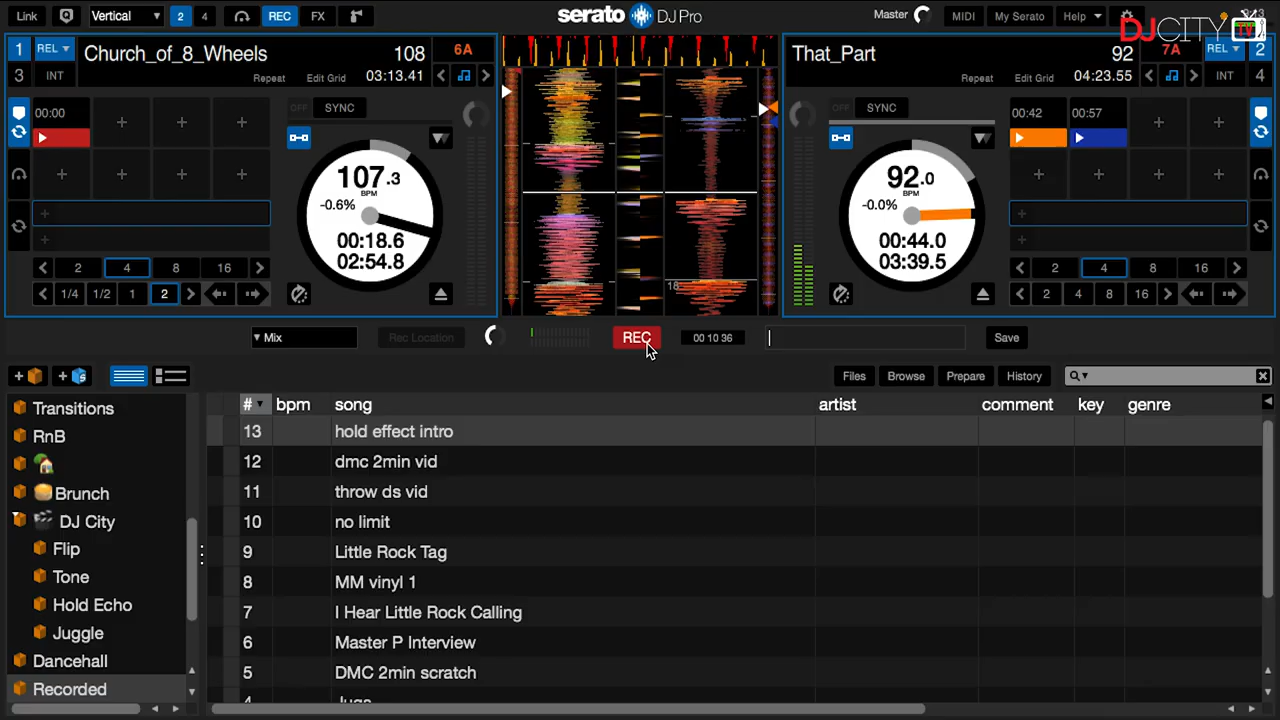 Link Vertical 2 4 REC FX serato DJ Pro Master MIDI My Serato Help
DJCITY TV
1 REL Church_of_8_Wheels 108 6A
3 INT Repeat Edit Grid 03:13.41
That_Part 92 7A REL 2
Repeat Edit Grid 04:23.55 INT 4
OFF SYNC
00:00
107.3
BPM
-0.6%
00:18.6
02:54.8
2 4 8 16
1/4 1/2 1 2
18
OFF SYNC
00:42 00:57
92.0
BPM
-0.0%
00:44.0
03:39.5
2 4 8 16
2 4 8 16
Mix Rec Location REC 00 10 36 Save
Files Browse Prepare History
Transitions
RnB
Brunch
DJ City
Flip
Tone
Hold Echo
Juggle
Dancehall
Recorded
# bpm song artist comment key genre
13 hold effect intro
12 dmc 2min vid
11 throw ds vid
10 no limit
9 Little Rock Tag
8 MM vinyl 1
7 I Hear Little Rock Calling
6 Master P Interview
5 DMC 2min scratch